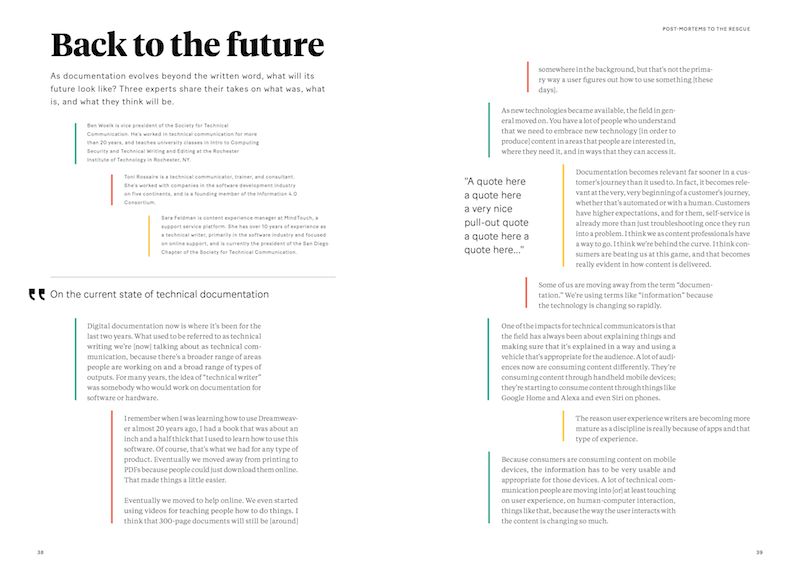 Back to the future
As documentation evolves beyond the written word, what will its
future look like? Three experts share their takes on what was, what
is, and what they think will be.
Ben Woelk is vice president of the Society for Technical
Communication. He's worked in technical communication for more
than 20 years, and teaches university classes in Intro to Computing
Security and Technical Writing and Editing at the Rochester
Institute of Technology in Rochester, NY.
Toni Rossaire is a technical communicator, trainer, and consultant.
She's worked with companies in the software development industry
on five continents, and is a founding member of the Information 4.0
Consortium.
Sara Feldman is content experience manager at MindTouch, a
support service platform. She has over 10 years of experience as
a technical writer, primarily in the software industry and focused
on online support, and is currently the president of the San Diego
Chapter of the Society for Technical Communication.
On the current state of technical documentation
Digital documentation now is where it's been for the
last two years. What used to be referred to as technical
writing we're [now] talking about as technical com-
munication, because there's a broader range of areas
people are working on and a broad range of types of
outputs. For many years, the idea of "technical writer"
was somebody who would work on documentation for
software or hardware.
I remember when I was learning how to use Dreamweav-
er almost 20 years ago, I had a book that was about an
inch and a half thick that I used to learn how to use this
software. Of course, that's what we had for any type of
product. Eventually we moved away from printing to
PDFs because people could just download them online.
That made things a little easier.
Eventually we moved to help online. We even started
using videos for teaching people how to do things. I
think that 300-page documents will still be [around]
38
POST-MORTEMS TO THE RESCUE
somewhere in the background, but that's not the prima-
ry way a user figures out how to use something [these
days].
As new technologies became available, the field in gen-
eral moved on. You have a lot of people who understand
that we need to embrace new technology [in order to
produce] content in areas that people are interested in,
where they need it, and in ways that they can access it.
"A quote here
a quote here
a very nice
pull-out quote
a quote here a
quote here..."
Documentation becomes relevant far sooner in a cus-
tomer's journey than it used to. In fact, it becomes rele-
vant at the very, very beginning of a customer's journey,
whether that's automated or with a human. Customers
have higher expectations, and for them, self-service is
already more than just troubleshooting once they run
into a problem. I think we as content professionals have
a way to go. I think we're behind the curve. I think con-
sumers are beating us at this game, and that becomes
really evident in how content is delivered.
Some of us are moving away from the term "documen-
tation." We're using terms like "information" because
the technology is changing so rapidly.
One of the impacts for technical communicators is that
the field has always been about explaining things and
making sure that it's explained in a way and using a
vehicle that's appropriate for the audience. A lot of audi-
ences now are consuming content differently. They're
consuming content through handheld mobile devices;
they're starting to consume content through things like
Google Home and Alexa and even Siri on phones.
The reason user experience writers are becoming more
mature as a discipline is really because of apps and that
type of experience.
Because consumers are consuming content on mobile
devices, the information has to be very usable and
appropriate for those devices. A lot of technical com-
munication people are moving into [or] at least touching
on user experience, on human-computer interaction,
things like that, because the way the user interacts with
the content is changing so much.
39